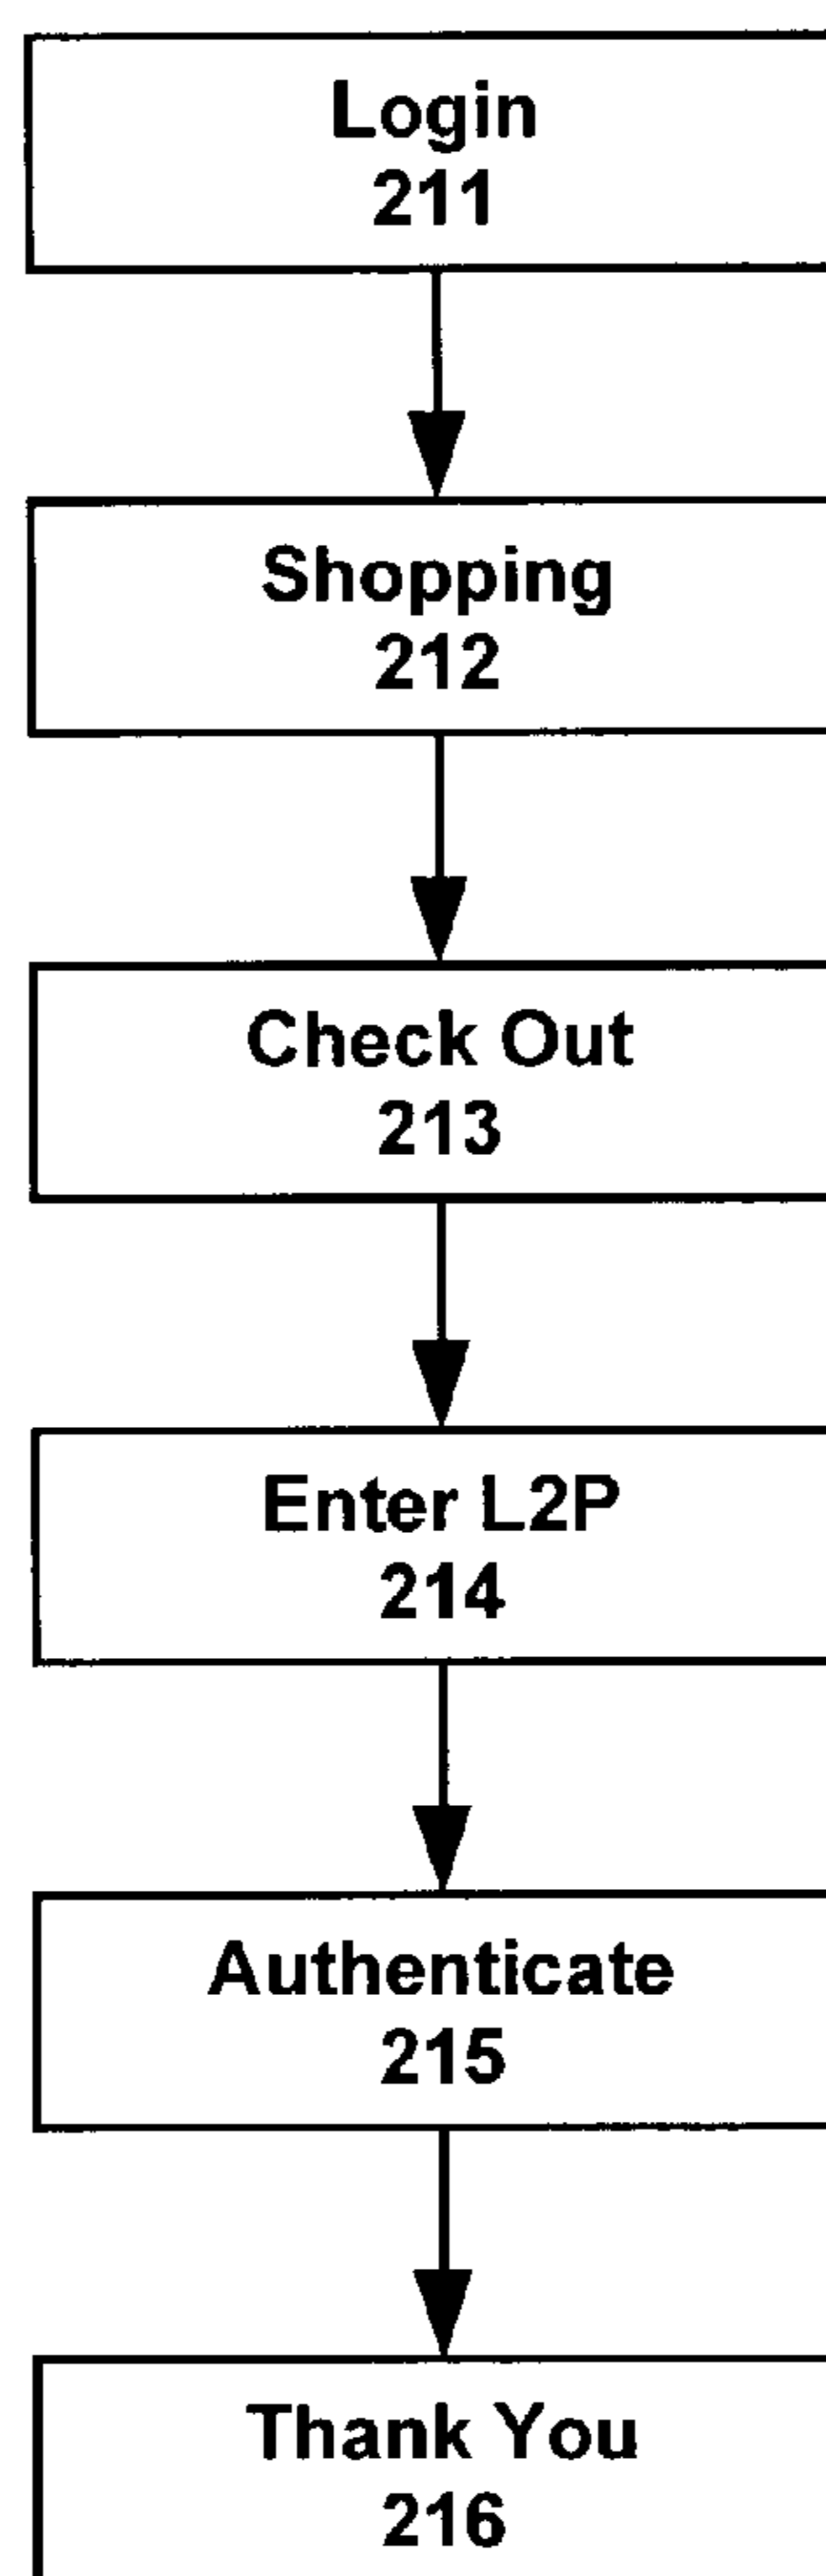 Login
211
Shopping
212
Check Out
213
Enter L2P
214
Authenticate
215
Thank You
216